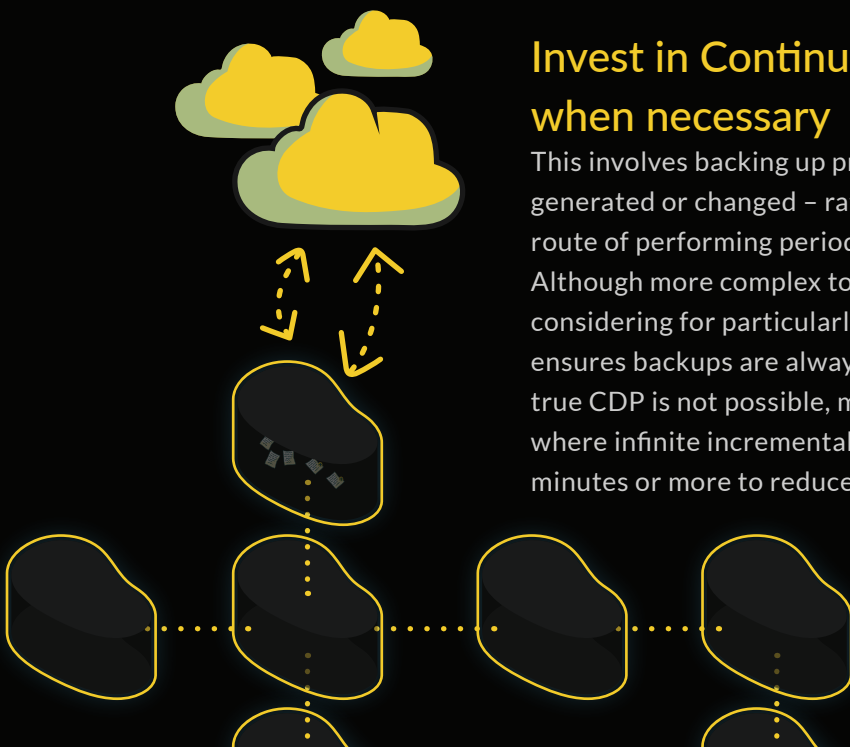 Invest in Continu
when necessary
This involves backing up pr
generated or changed – ra
route of performing period
Although more complex to
considering for particularl
ensures backups are alway
true CDP is not possible, m
where infinite incremental
minutes or more to reduce